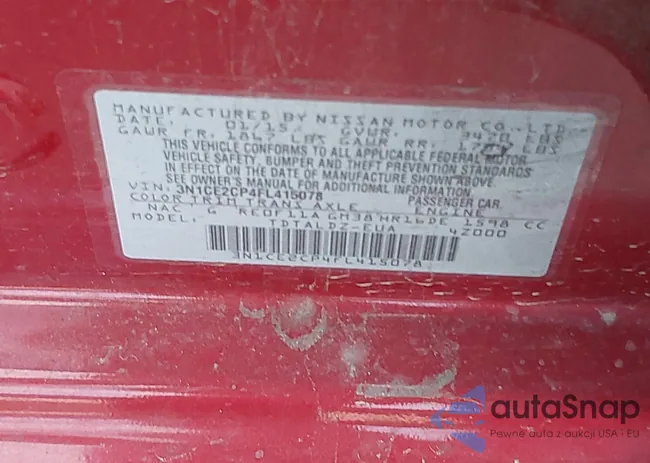 MANUFACTURED BY NISSAN MOTOR CO., LTD.
DATE: 01/15 GVWR: 3470 LBS
GAWR FR: 1847 LBS GAWR RR: LBS
THIS VEHICLE CONFORMS TO ALL APPLICABLE FEDERAL MOTOR
VEHICLE SAFETY, BUMPER AND THEFT PREVENTION STANDARDS
IN EFFECT ON THE DATE OF MANUFACTURE SHOWN ABOVE.
SEE OWNER'S MANUAL FOR ADDITIONAL INFORMATION.
VIN: 3N1CE2CP4FL415078 PASSENGER CAR
COLOR TRIM TRANS AXLE ENGINE
NAC G RE0F11A GM38 HR16DE 1598 CC
MODEL: TDTALDZ-EUA 4Z000
3N1CE2CP4FL415078
autaSnap
Pewne auta z aukcji USA i EU